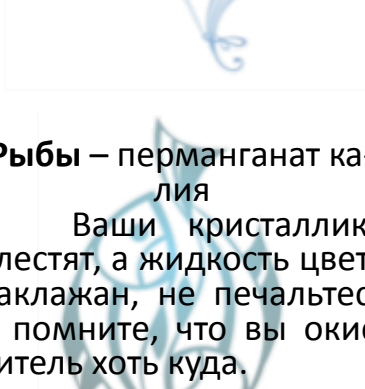 Рыбы – перманганат ка-
лия
Ваши кристаллик
лестят, а жидкость цвет
аклажан, не печальтес
помните, что вы окис
итель хоть куда.